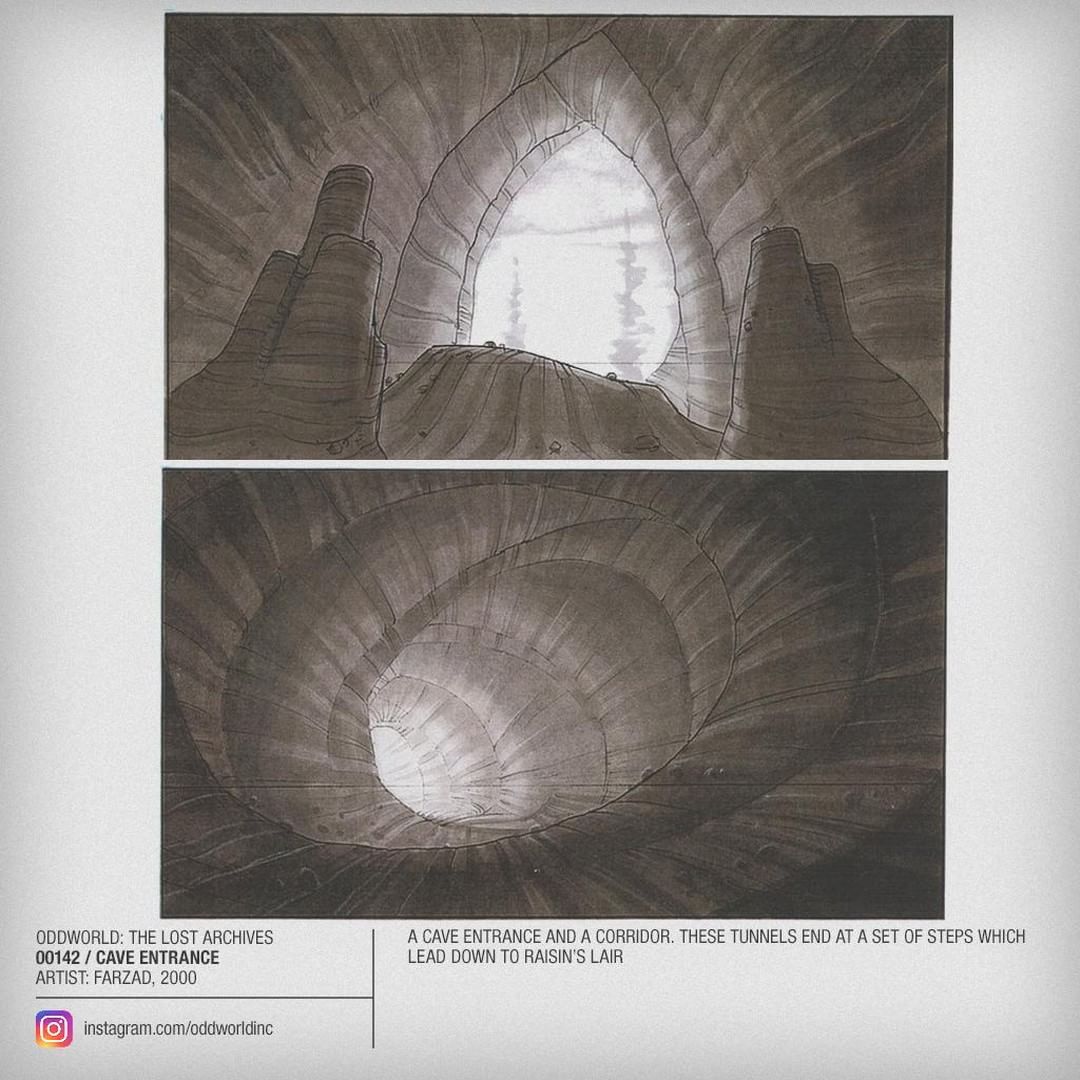 ODDWORLD: THE LOST ARCHIVES
00142 / CAVE ENTRANCE
ARTIST: FARZAD, 2000
instagram.com/oddworldinc
A CAVE ENTRANCE AND A CORRIDOR. THESE TUNNELS END AT A SET OF STEPS WHICH
LEAD DOWN TO RAISIN'S LAIR